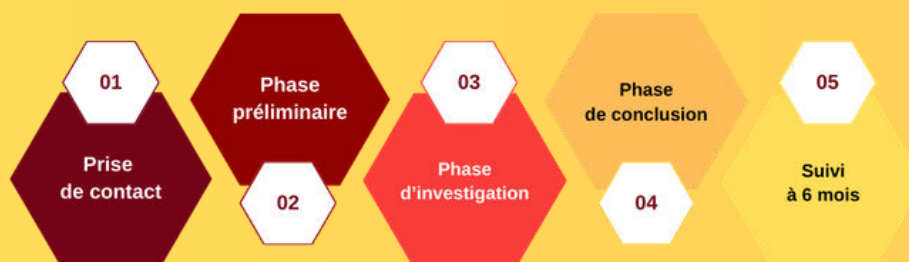 01
Prise
de contact
Phase
préliminaire
02
03
Phase
d'investigation
Phase
de conclusion
04
05
Suivi
à 6 mois